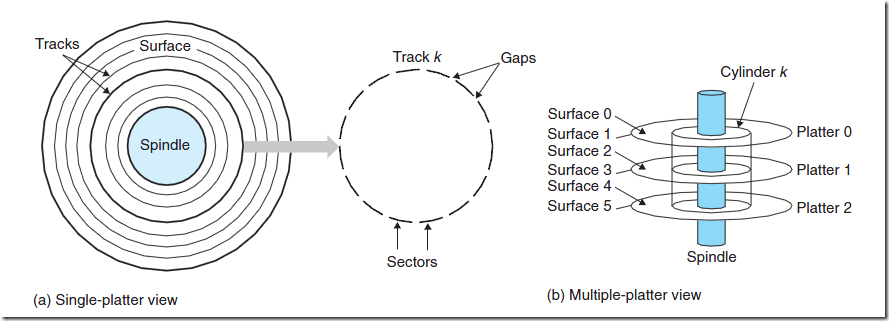 Tracks
Surface
Spindle
(a) Single-platter view
Track k
Gaps
Sectors
Cylinder k
Surface 0
Surface 1
Surface 2
Surface 3
Surface 4
Surface 5
Platter 0
Platter 1
Platter 2
Spindle
(b) Multiple-platter view